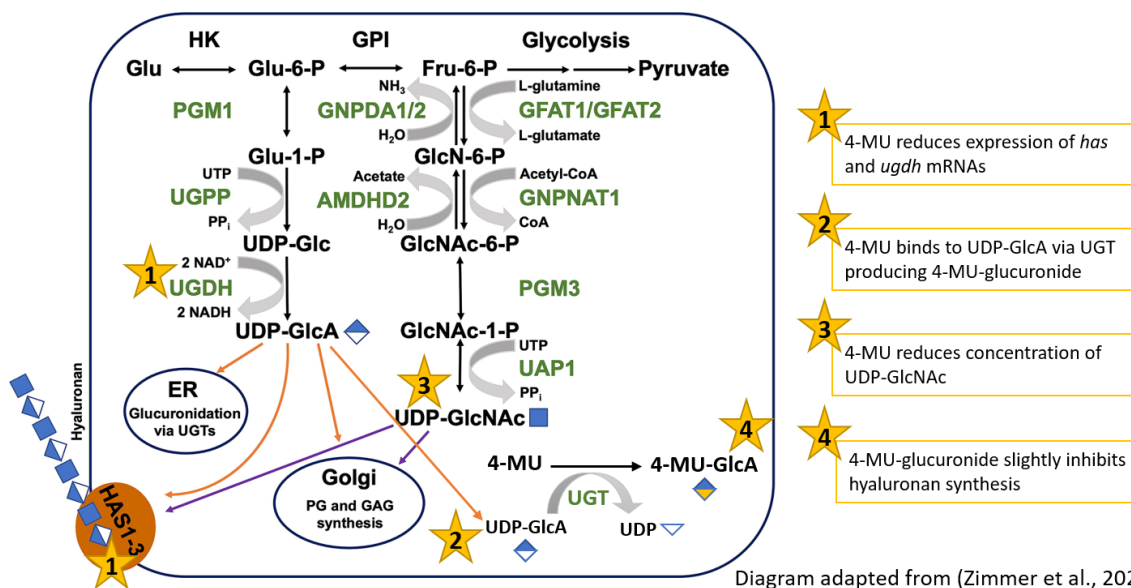 HK
GPI
Glycolysis
Glu
Glu-6-P
Fru-6-P
Pyruvate
PGM1
NH3
GNPDA1/2
H2O
L-glutamine
GFAT1/GFAT2
L-glutamate
Glu-1-P
GlcN-6-P
UTP
UGPP
PPi
Acetate
AMDHD2
H2O
Acetyl-CoA
GNPNAT1
CoA
UDP-Glc
GlcNAc-6-P
1
2 NAD+
UGDH
2 NADH
PGM3
UDP-GlcA
GlcNAc-1-P
UTP
UAP1
PPi
3
UDP-GlcNAc
ER
Glucuronidation
via UGTs
Hyaluronan
HAS1-3
1
Golgi
PG and GAG
synthesis
4
4-MU
4-MU-GlcA
UGT
2
UDP-GlcA
UDP
1
4-MU reduces expression of has
and ugdh mRNAs
2
4-MU binds to UDP-GlcA via UGT
producing 4-MU-glucuronide
3
4-MU reduces concentration of
UDP-GlcNAc
4
4-MU-glucuronide slightly inhibits
hyaluronan synthesis
Diagram adapted from (Zimmer et al.,